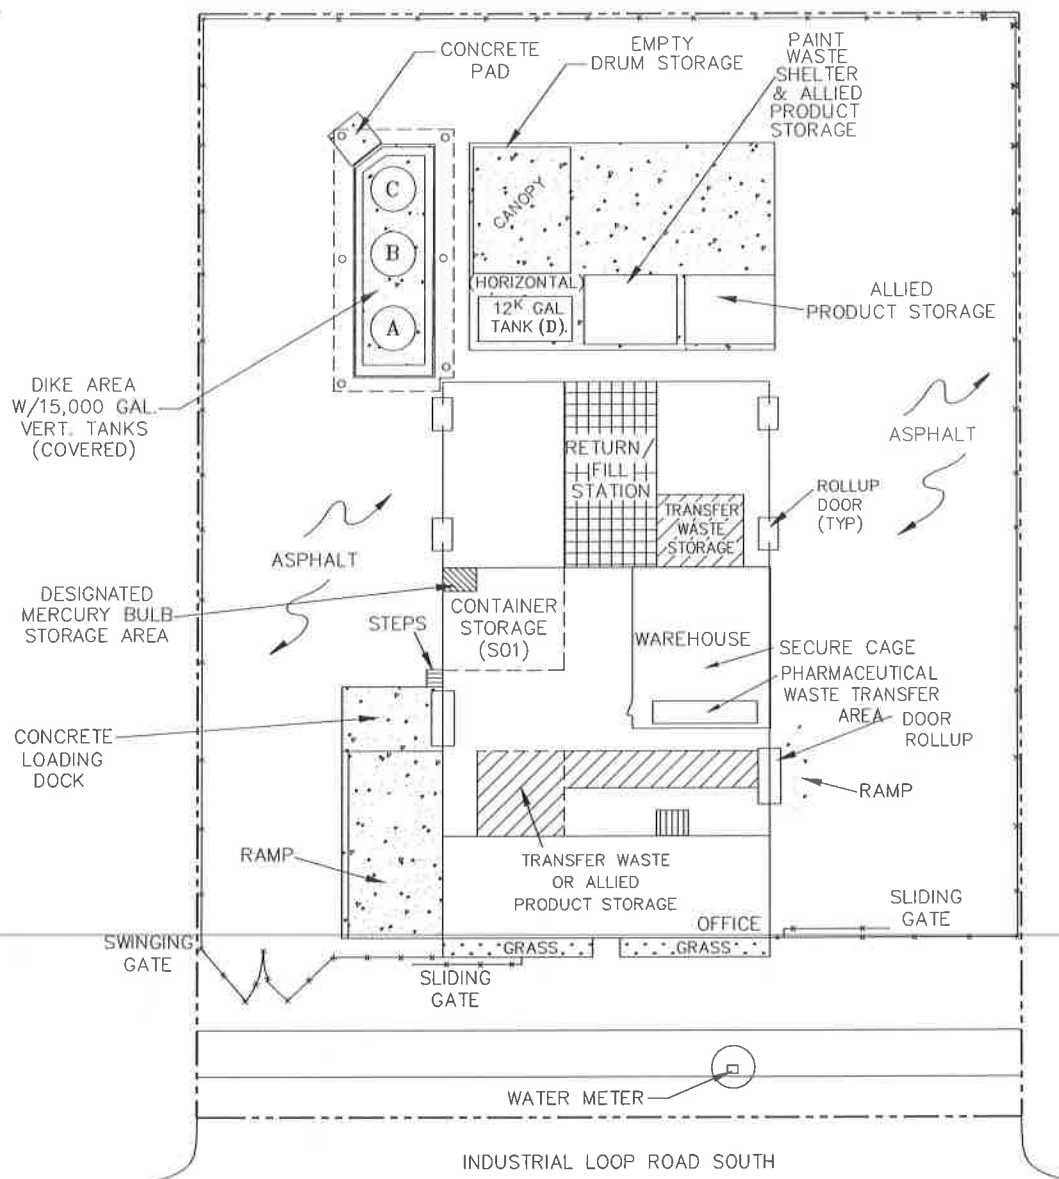 CONCRETE
PAD
EMPTY
DRUM STORAGE
PAINT
WASTE
SHELTER
& ALLIED
PRODUCT
STORAGE
C
B
A
CANOPY
(HORIZONTAL)
12K GAL
TANK (D).
ALLIED
PRODUCT STORAGE
DIKE AREA
W/15,000 GAL.
VERT. TANKS
(COVERED)
ASPHALT
RETURN/
FILL
STATION
TRANSFER
WASTE
STORAGE
ROLLUP
DOOR
(TYP)
ASPHALT
DESIGNATED
MERCURY BULB
STORAGE AREA
STEPS
CONTAINER
STORAGE
(S01)
WAREHOUSE
SECURE CAGE
PHARMACEUTICAL
WASTE TRANSFER
AREA
DOOR
ROLLUP
CONCRETE
LOADING
DOCK
RAMP
RAMP
TRANSFER WASTE
OR ALLIED
PRODUCT STORAGE
OFFICE
SLIDING
GATE
SWINGING
GATE
GRASS
GRASS
SLIDING
GATE
WATER METER
INDUSTRIAL LOOP ROAD SOUTH